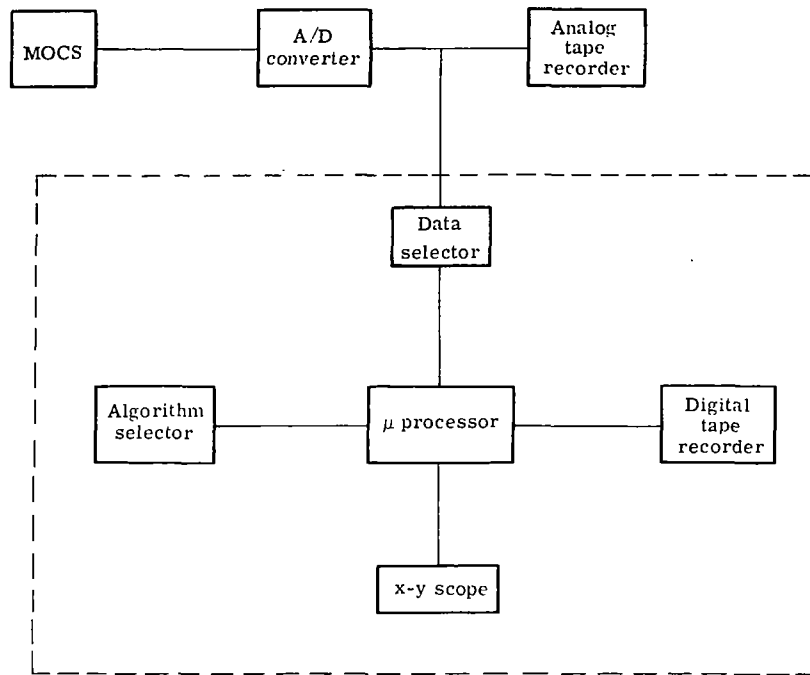 MOCS
A/D
converter
Analog
tape
recorder
Data
selector
Algorithm
selector
μ processor
Digital
tape
recorder
x-y scope